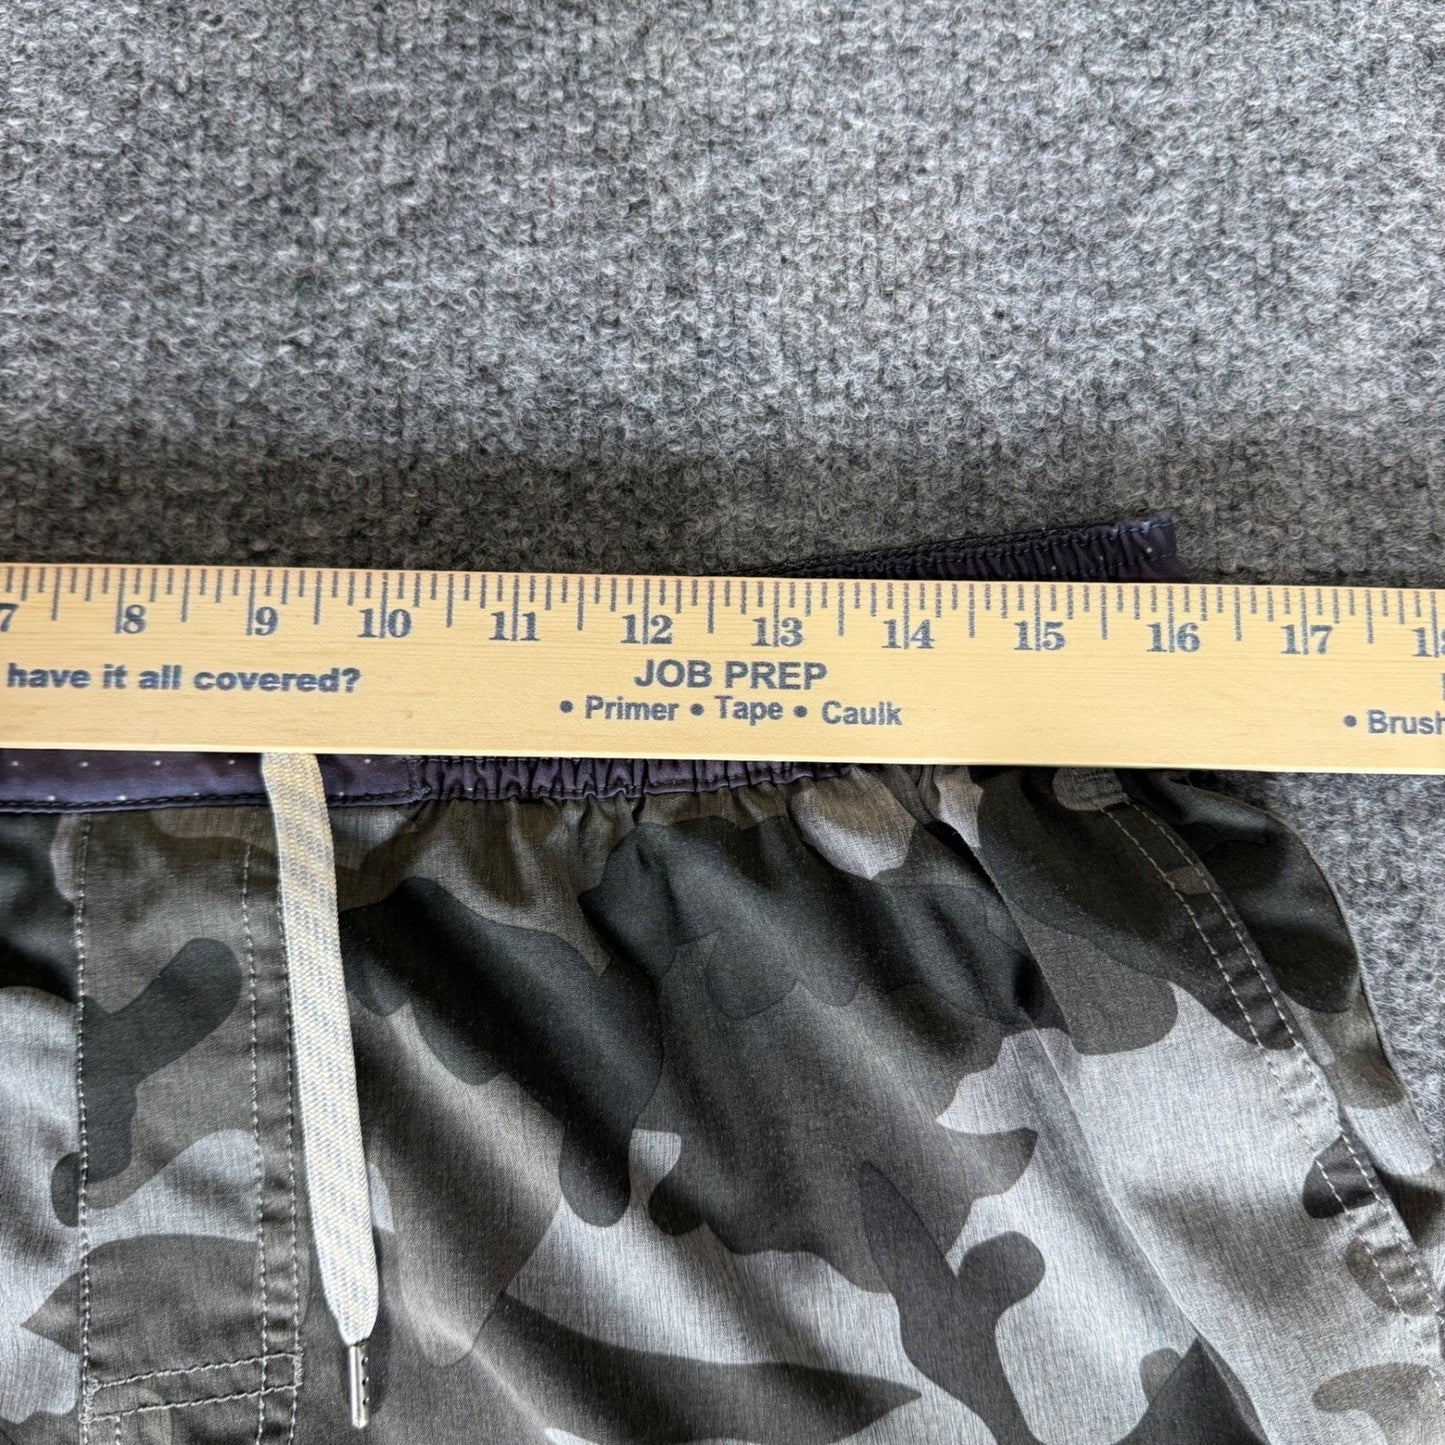 7 8 9 10 11 12 13 14 15 16 17
have it all covered? JOB PREP
• Primer • Tape • Caulk • Brush